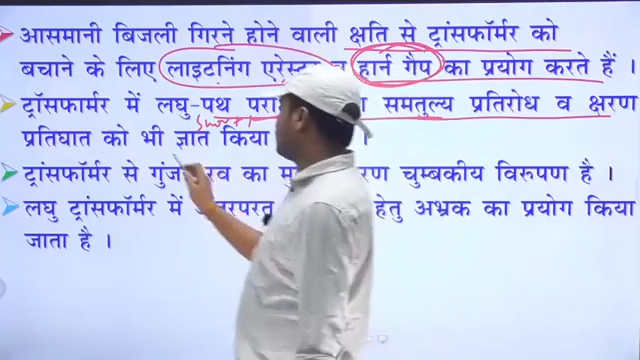 आसमानी बिजली गिरने होने वाली क्षति से ट्रांसफॉर्मर को
बचाने के लिए लाइटनिंग एरेस्टर व हार्न गैप का प्रयोग करते हैं ।
ट्रॉसफार्मर में लघु-पथ समतुल्य प्रतिरोध व क्षरण
short
प्रतिघात को भी ज्ञात किया ।
ट्रांसफॉर्मर से चुम्बकीय विरुपण है ।
लघु ट्रांसफॉर्मर में हेतु अभ्रक का प्रयोग किया
जाता है ।